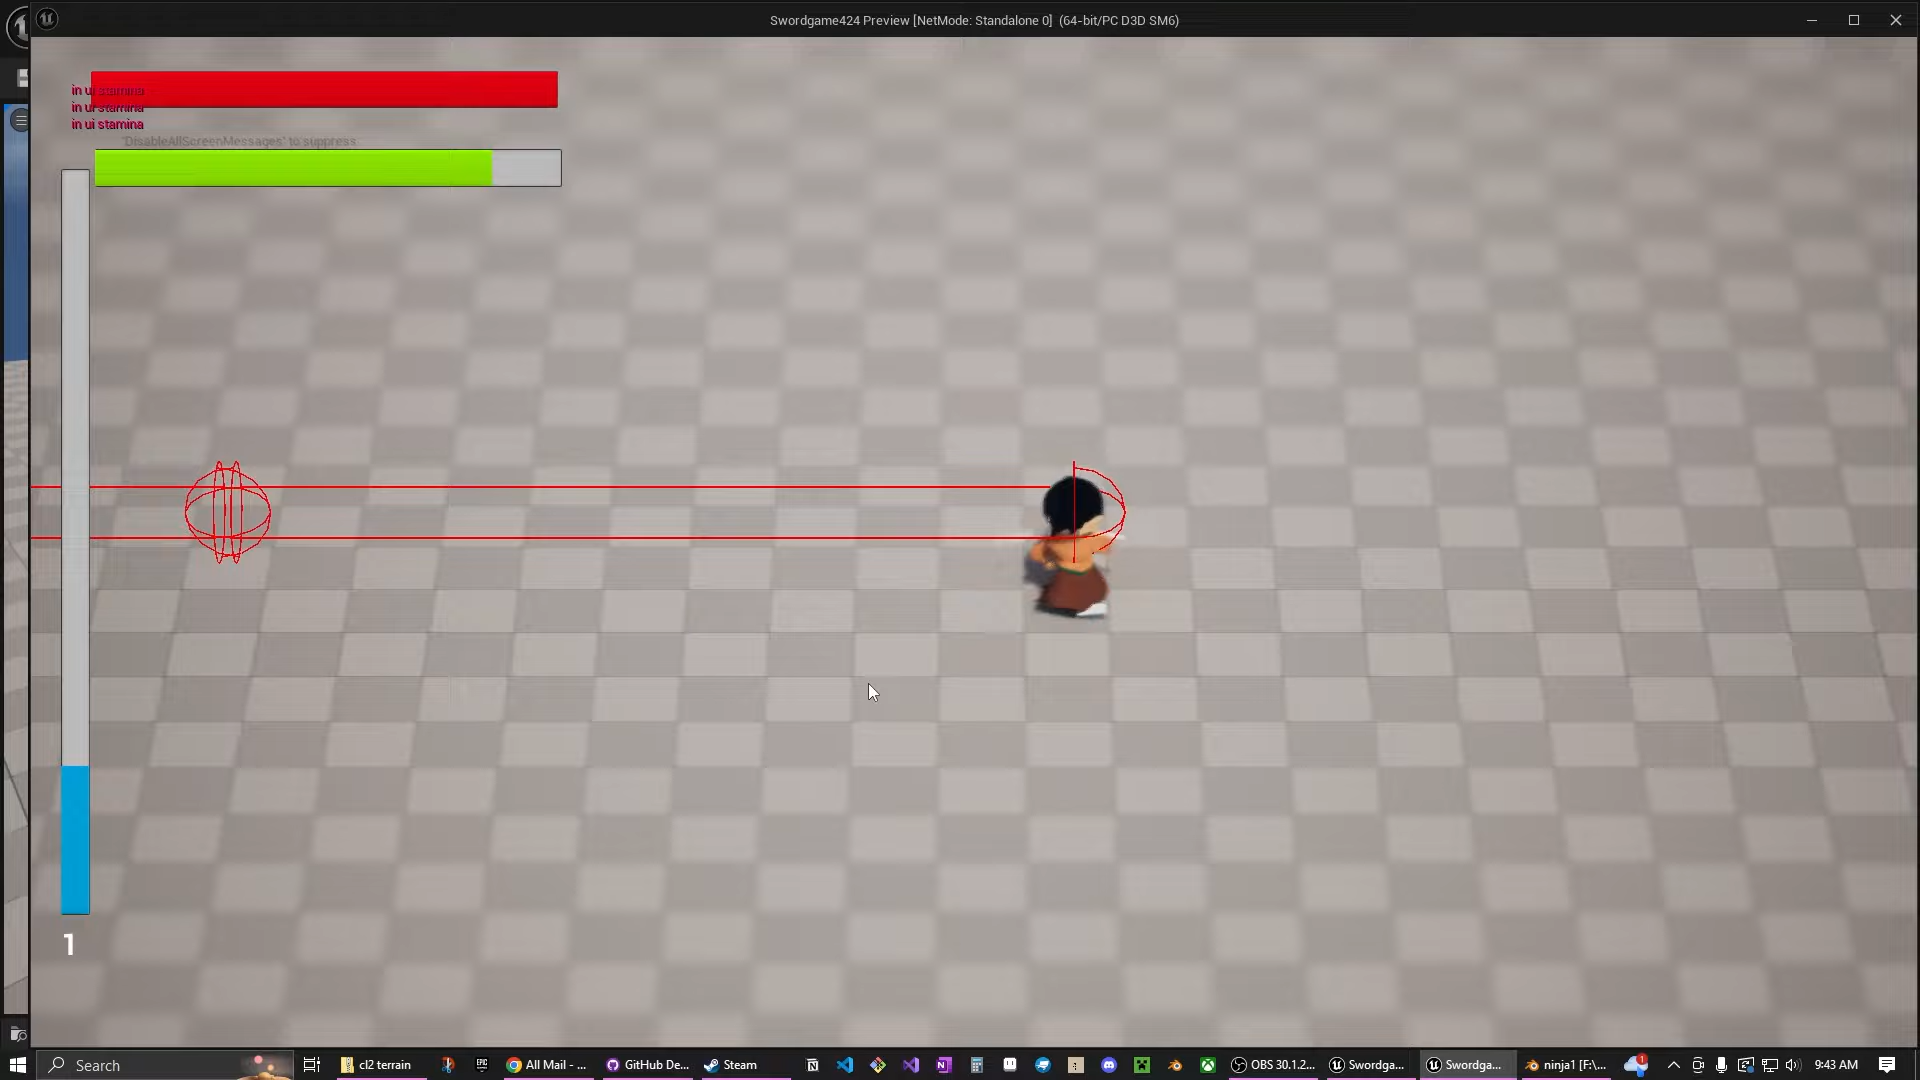 Swordgame424 Preview [NetMode: Standalone 0] (64-bit/PC D3D SM6)
in ui stamina
in ui stamina
in ui stamina
'DisableAllScreenMessages' to suppress
1
Search
cl2 terrain
All Mail - ...
GitHub De...
Steam
OBS 30.1.2...
Swordga...
Swordga...
ninja1 [F:\...
1
9:43 AM